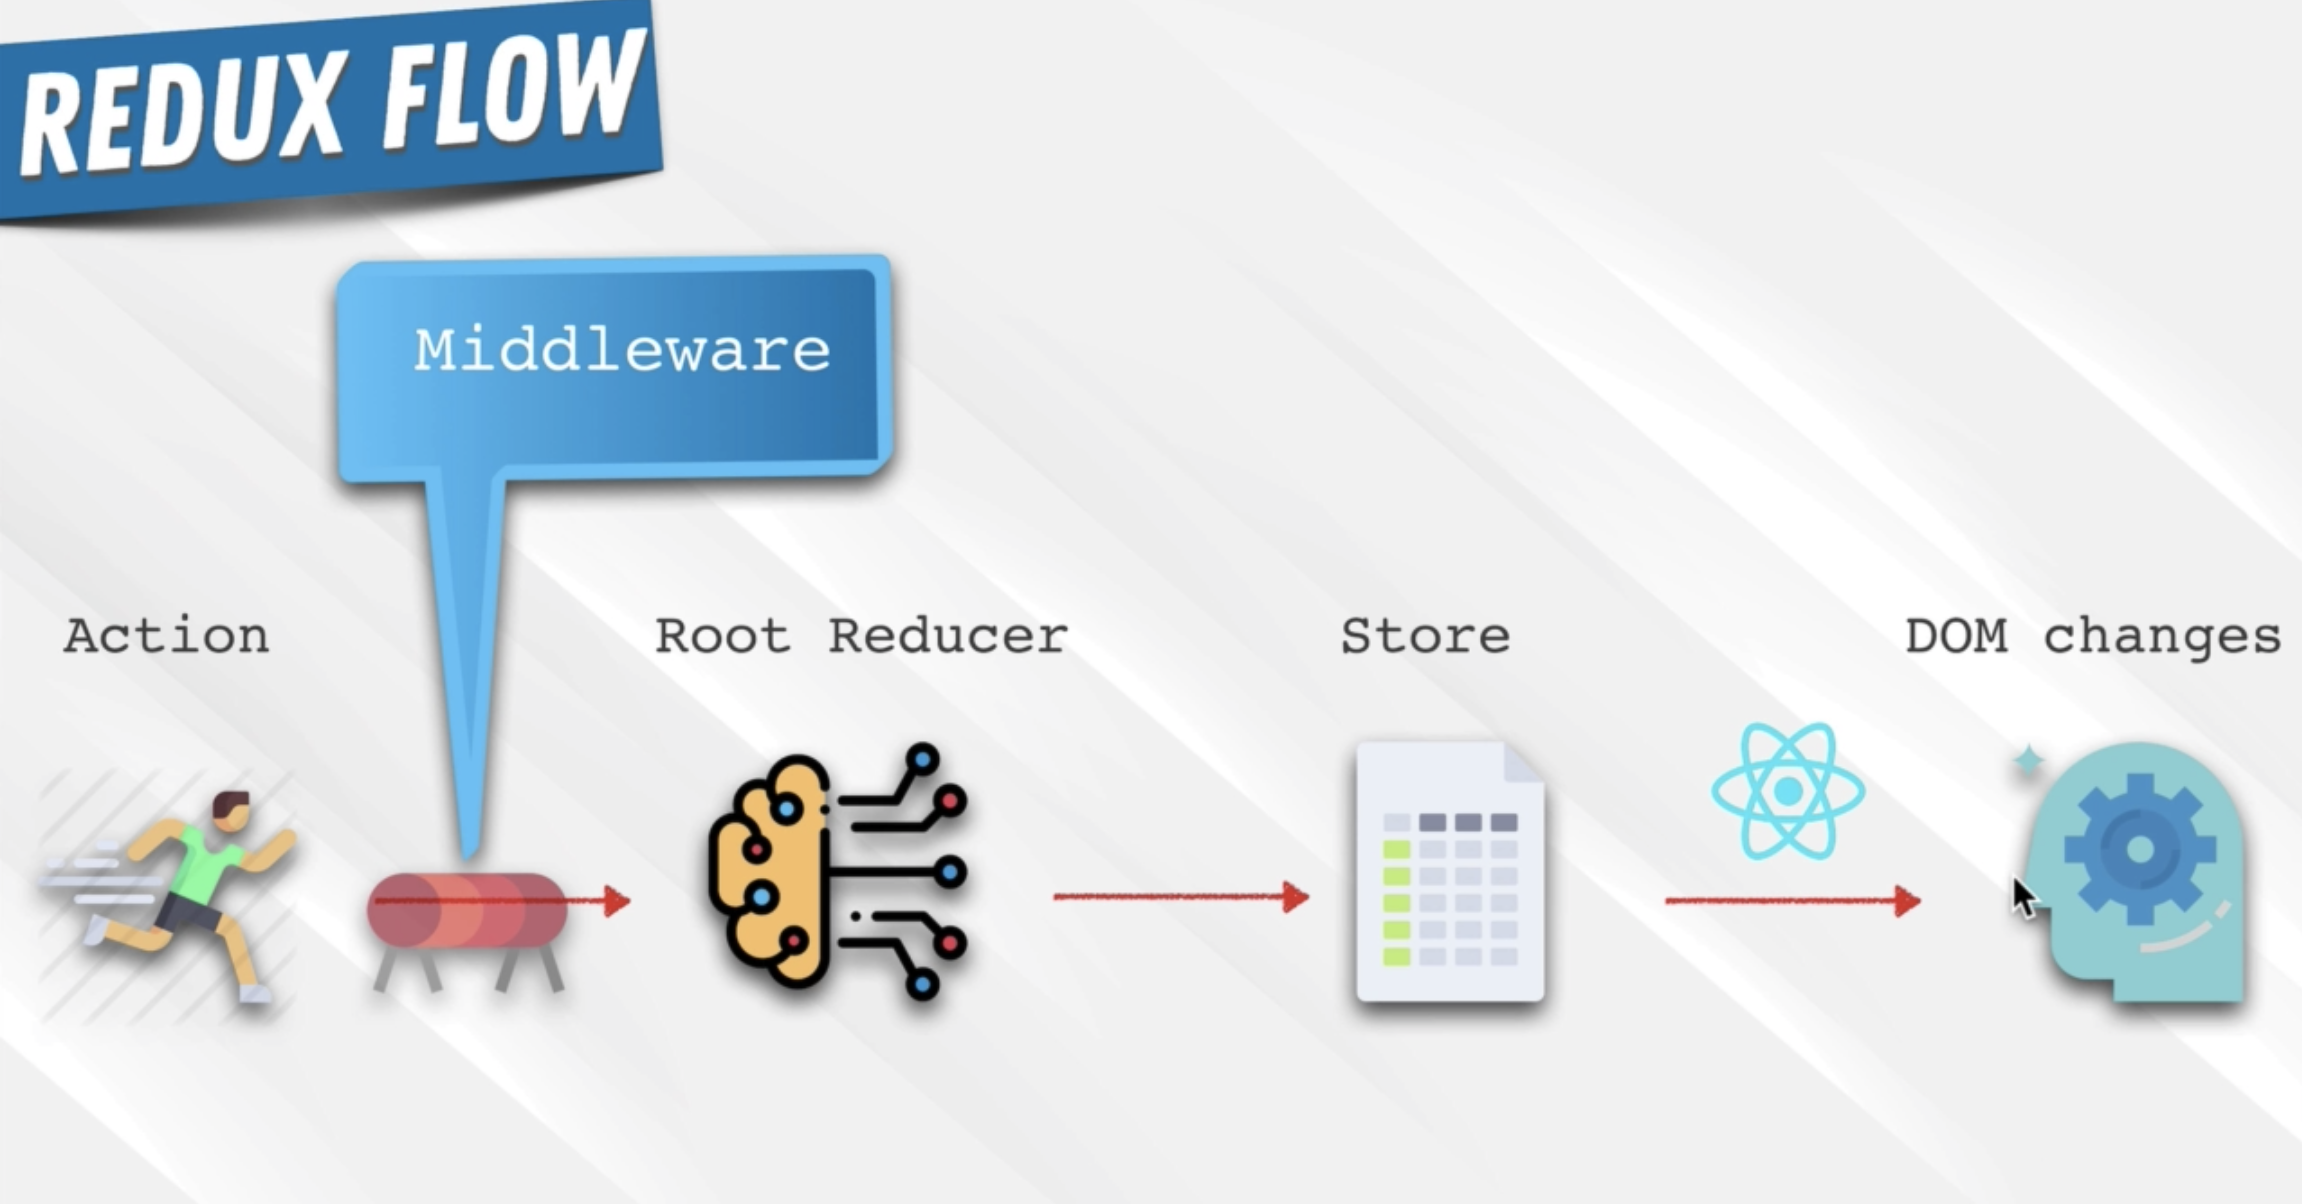 REDUX FLOW
Middleware
Action
Root Reducer
Store
DOM changes